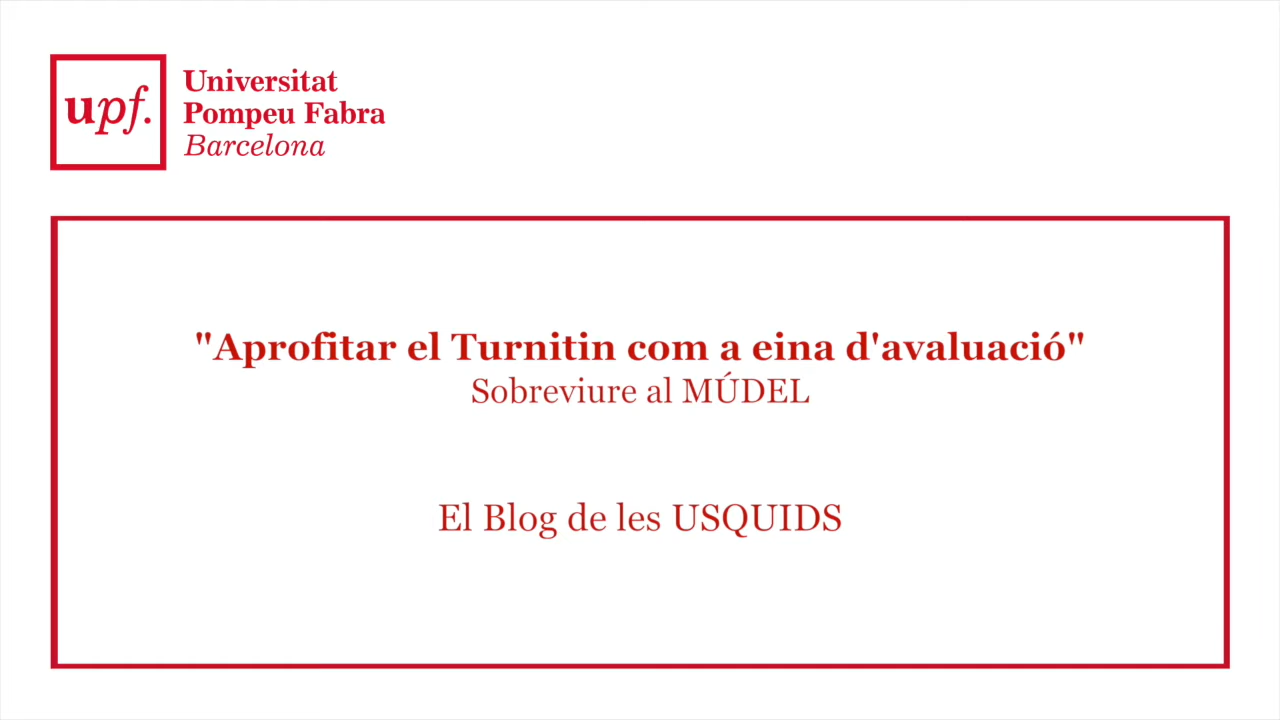 upf.
Universitat
Pompeu Fabra
Barcelona
"Aprofitar el Turnitin com a eina d'avaluació"
Sobreviure al MÚDEL
El Blog de les USQUIDS